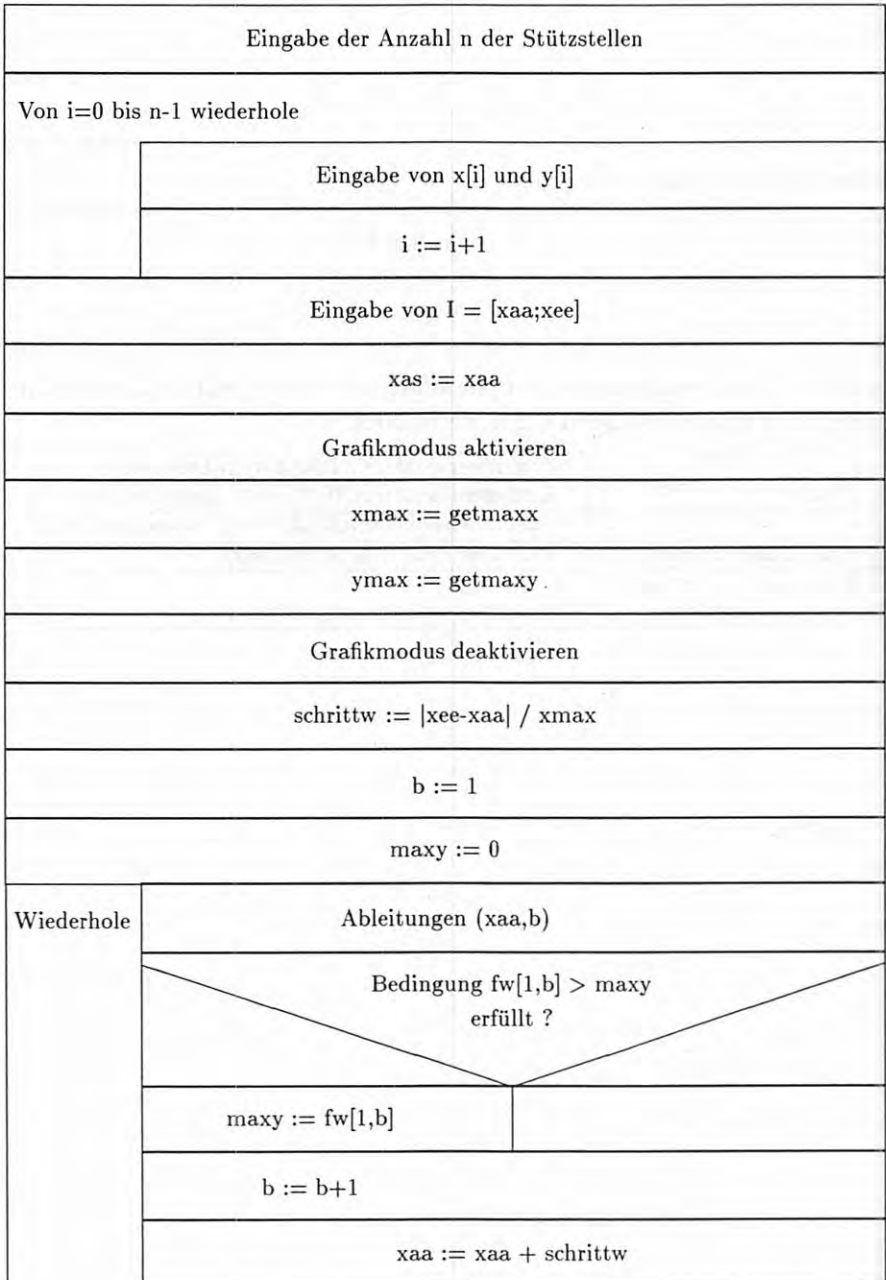 Eingabe der Anzahl n der Stützstellen
Von i=0 bis n-1 wiederhole
Eingabe von x[i] und y[i]
i := i+1
Eingabe von I = [xaa;xee]
xas := xaa
Grafikmodus aktivieren
xmax := getmaxx
ymax := getmaxy
Grafikmodus deaktivieren
schrittw := |xee-xaa| / xmax
b := 1
maxy := 0
Wiederhole
Ableitungen (xaa,b)
Bedingung fw[1,b] > maxy
erfüllt ?
maxy := fw[1,b]
b := b+1
xaa := xaa + schrittw